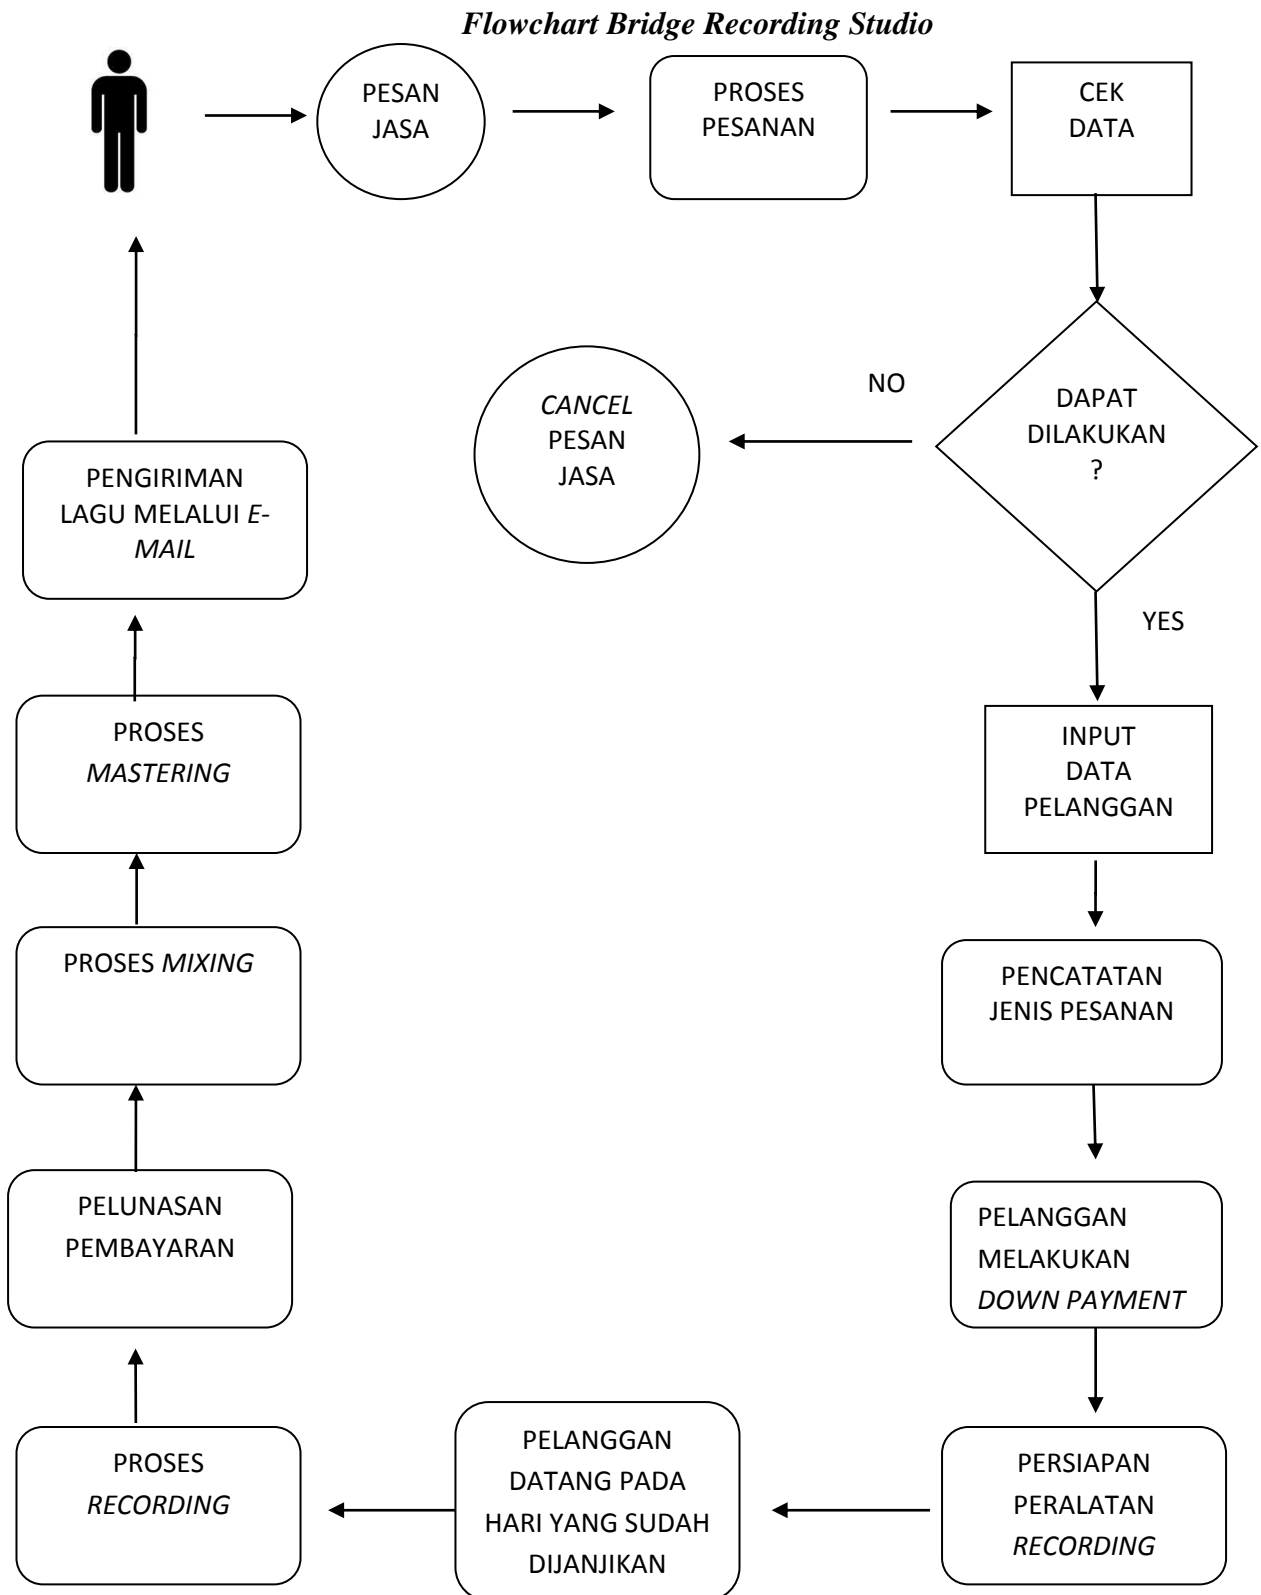 Flowchart Bridge Recording Studio
PESAN
JASA
PROSES
PESANAN
CEK
DATA
DAPAT
DILAKUKAN
?
NO
CANCEL
PESAN
JASA
YES
INPUT
DATA
PELANGGAN
PENCATATAN
JENIS PESANAN
PELANGGAN
MELAKUKAN
DOWN PAYMENT
PERSIAPAN
PERALATAN
RECORDING
PELANGGAN
DATANG PADA
HARI YANG SUDAH
DIJANJIKAN
PROSES
RECORDING
PELUNASAN
PEMBAYARAN
PROSES MIXING
PROSES
MASTERING
PENGIRIMAN
LAGU MELALUI E-
MAIL